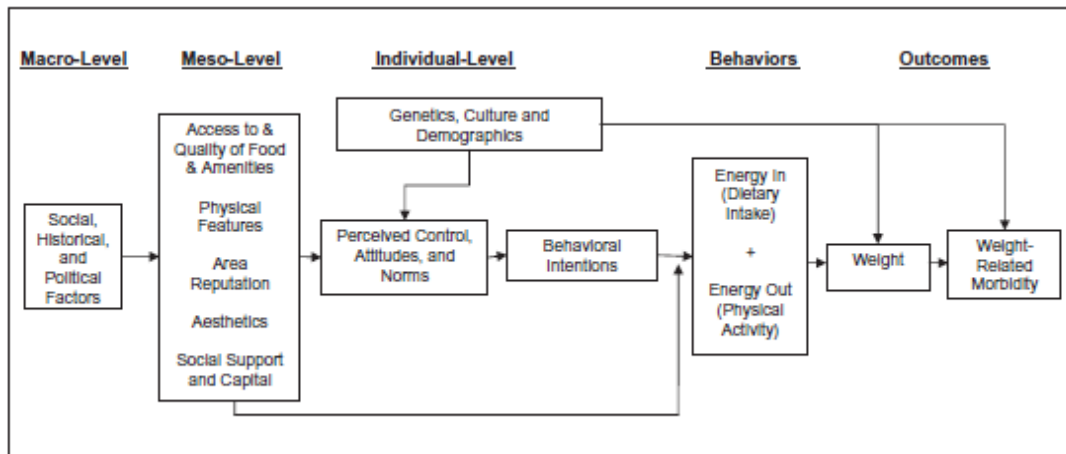 Macro-Level
Meso-Level
Individual-Level
Behaviors
Outcomes
Genetics, Culture and
Demographics
Access to &
Quality of Food
& Amenities
Physical
Features
Area
Reputation
Aesthetics
Social Support
and Capital
Social,
Historical,
and
Political
Factors
Perceived Control,
Attitudes, and
Norms
Behavioral
Intentions
Energy In
(Dietary
Intake)
+
Energy Out
(Physical
Activity)
Weight
Weight-
Related
Morbidity